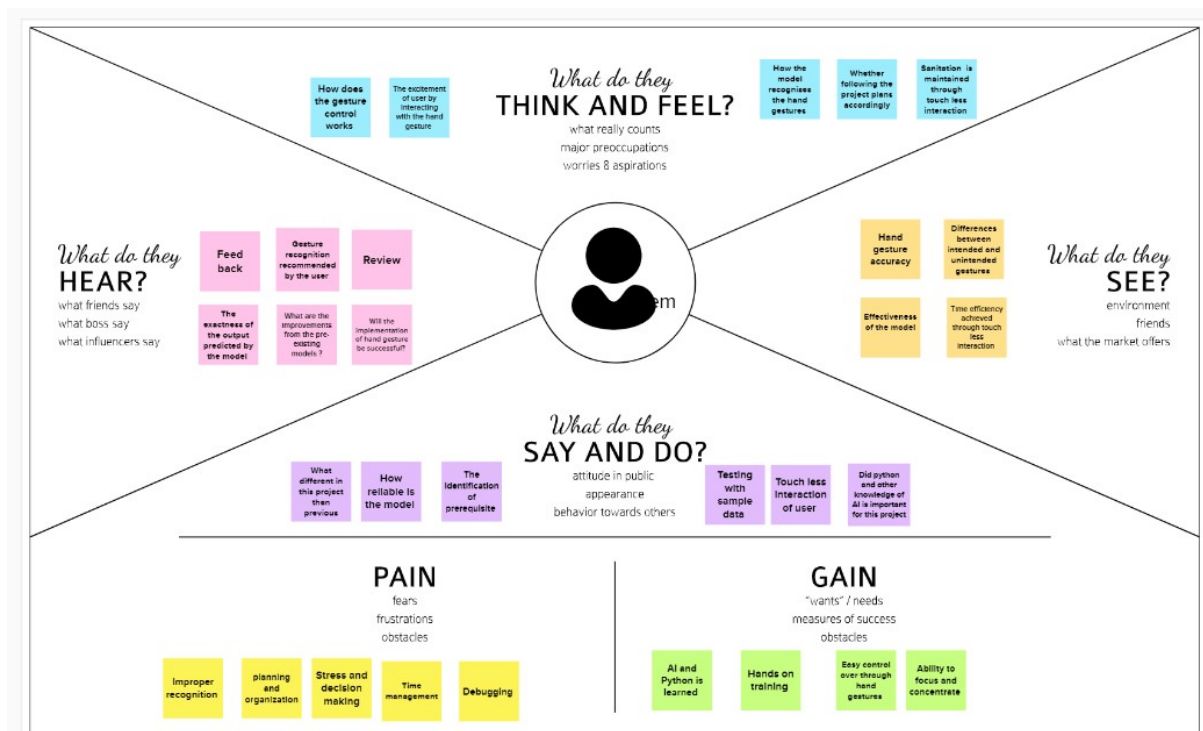 What do they
THINK AND FEEL?
what really counts
major preoccupations
worries & aspirations
How does
the gesture
control
works
The excitement
of user by
interacting
with the hand
gesture
How the
model
recognises
the hand
gestures
Whether
following the
project plans
accordingly
Sanitation is
maintained
through
touch less
interaction
What do they
HEAR?
what friends say
what boss say
what influencers say
Feed
back
Gesture
recognition
recommended
by the user
Review
The
exactness of
the output
predicted by
the model
What are the
improvements
from the pre-
existing
models ?
Will the
implementation
of hand gesture
be successful?
em
Hand
gesture
accuracy
Differences
between
intended and
unintended
gestures
Effectiveness
of the model
Time efficiency
achieved
through touch
less
interaction
What do they
SEE?
environment
friends
what the market offers
What do they
SAY AND DO?
attitude in public
appearance
behavior towards others
What
different in
this project
then
previous
How
reliable is
the model
The
identification
of
prerequisite
Testing
with
sample
data
Touch less
interaction
of user
Did python
and other
knowledge of
AI is important
for this project
PAIN
fears
frustrations
obstacles
Improper
recognition
planning
and
organization
Stress and
decision
making
Time
management
Debugging
GAIN
"wants" / needs
measures of success
obstacles
AI and
Python is
learned
Hands on
training
Easy control
over through
hand
gestures
Ability to
focus and
concentrate